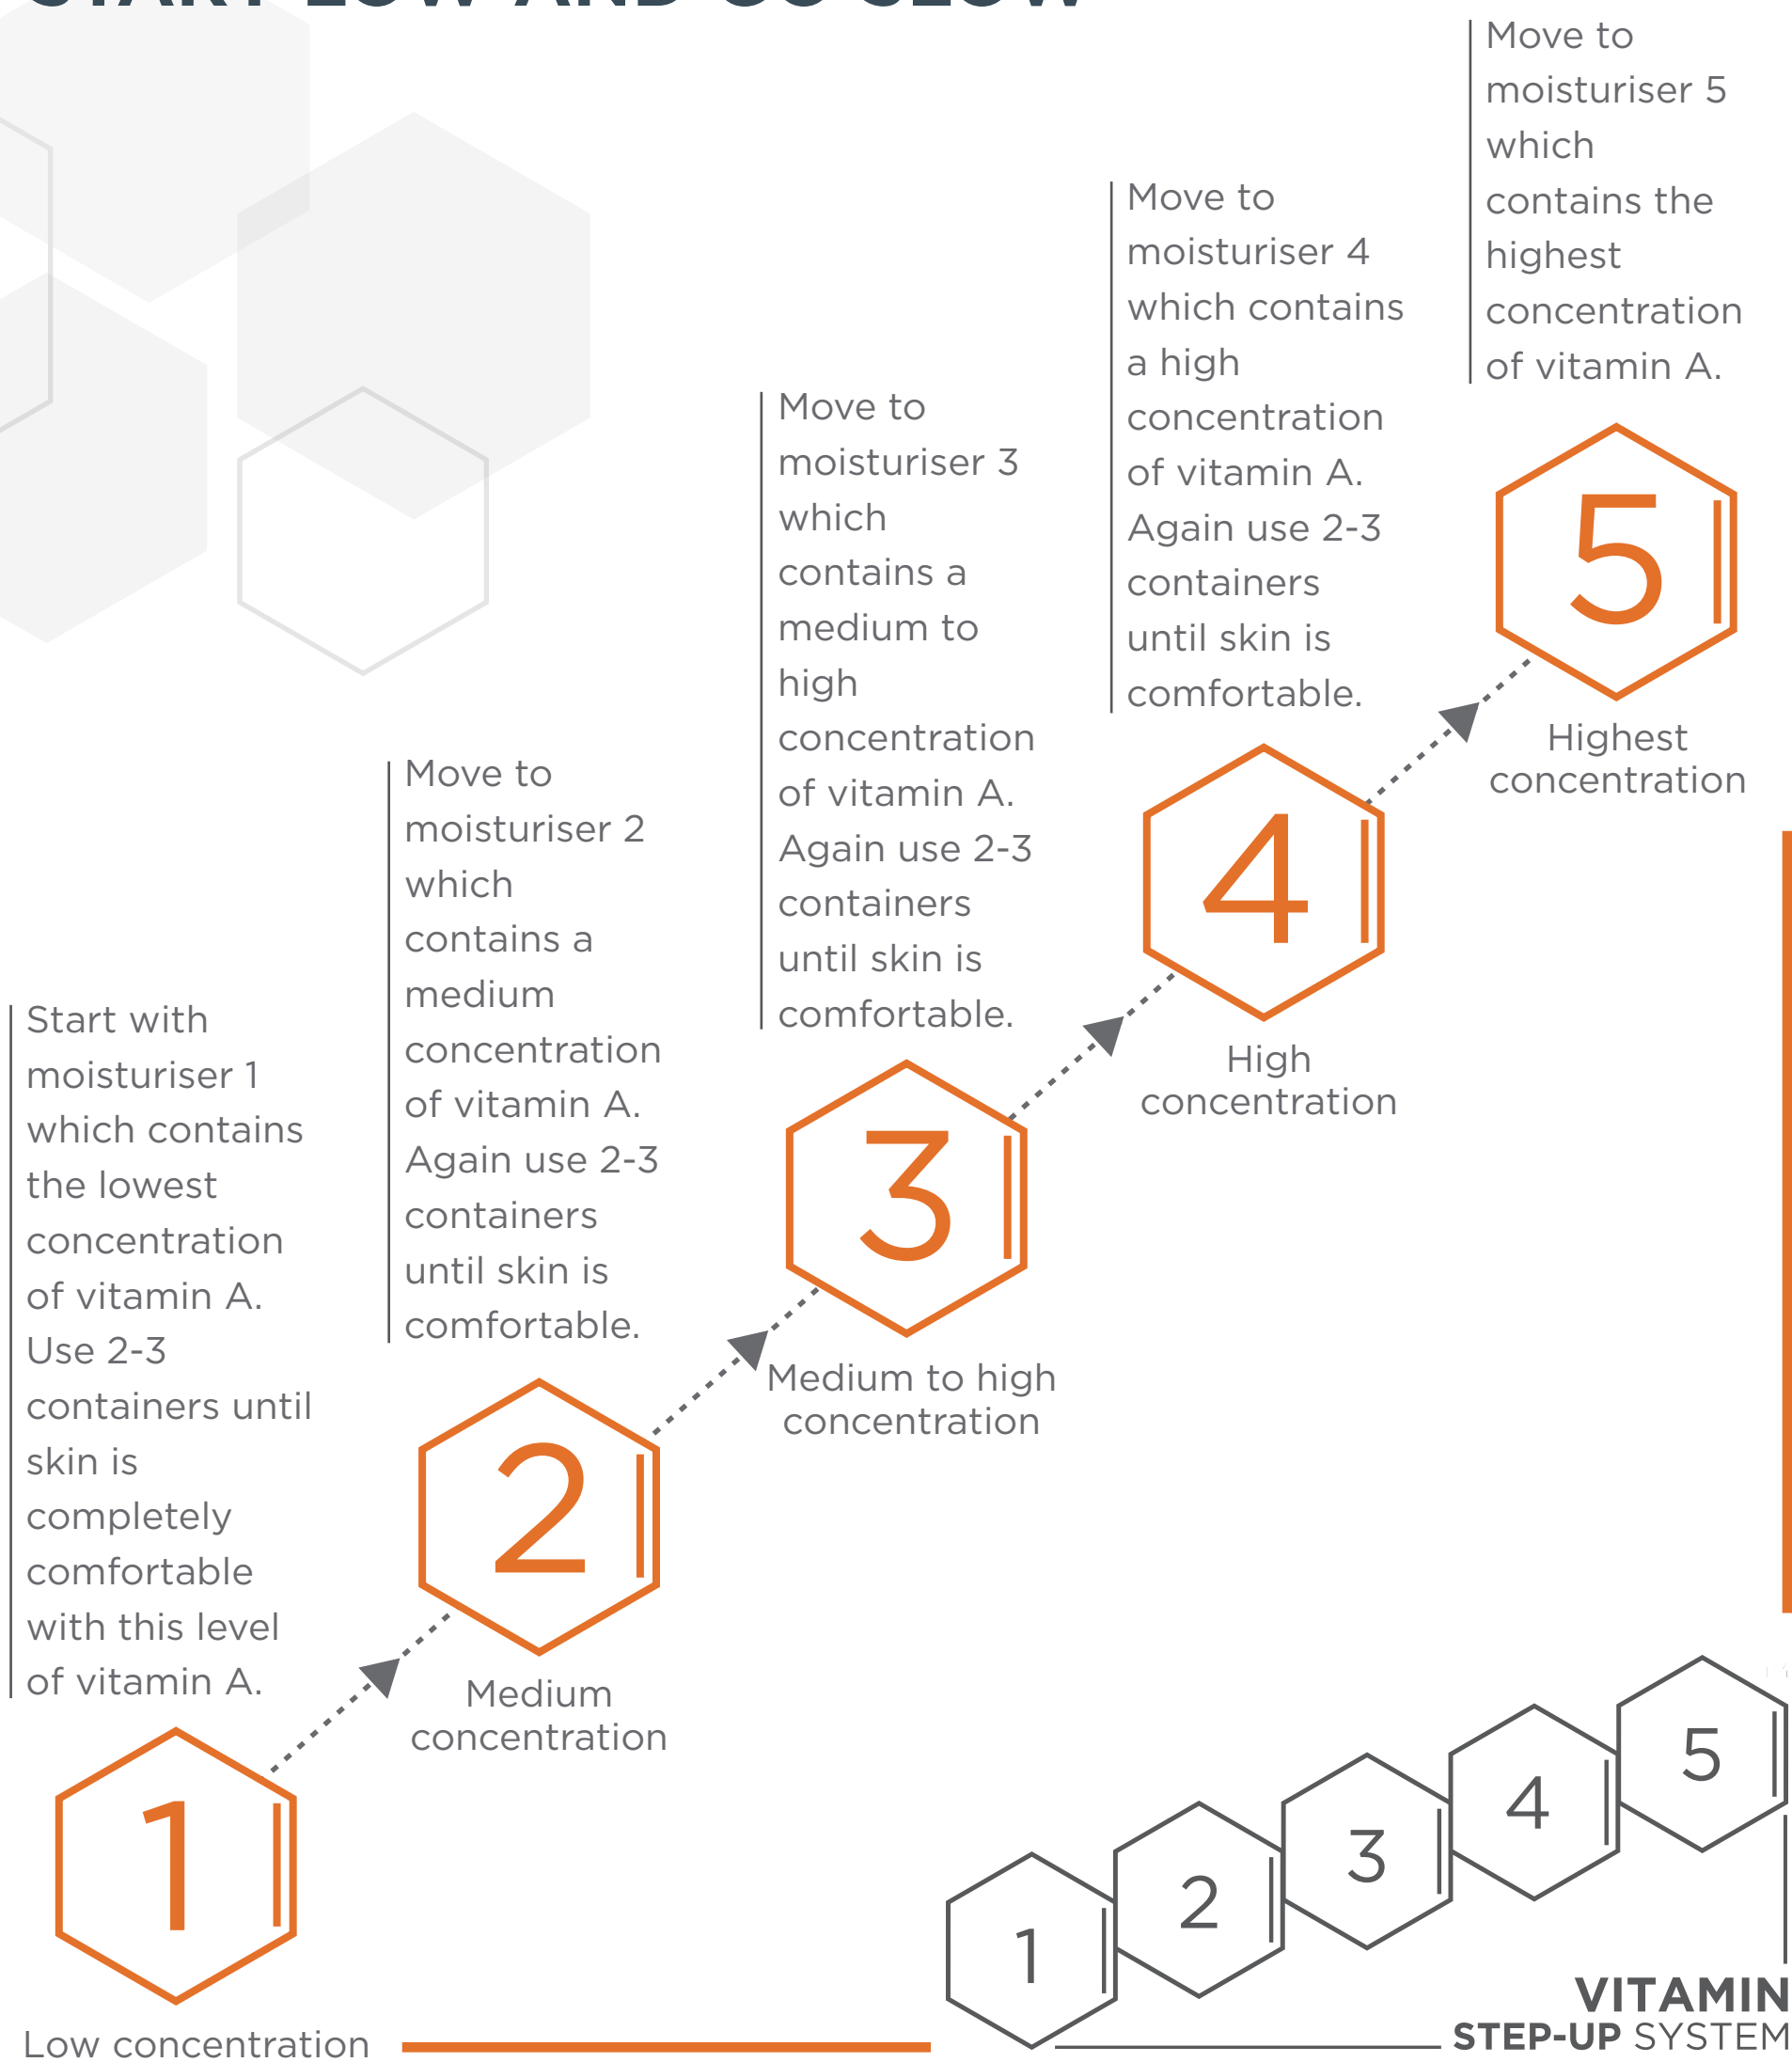 START LOW AND GO SLOW
Start with
moisturiser 1
which contains
the lowest
concentration
of vitamin A.
Use 2-3
containers until
skin is
completely
comfortable
with this level
of vitamin A.
1
Low concentration
Move to
moisturiser 2
which
contains a
medium
concentration
of vitamin A.
Again use 2-3
containers
until skin is
comfortable.
2
Medium
concentration
Move to
moisturiser 3
which
contains a
medium to
high
concentration
of vitamin A.
Again use 2-3
containers
until skin is
comfortable.
3
Medium to high
concentration
Move to
moisturiser 4
which contains
a high
concentration
of vitamin A.
Again use 2-3
containers
until skin is
comfortable.
4
High
concentration
Move to
moisturiser 5
which
contains the
highest
concentration
of vitamin A.
5
Highest
concentration
1
2
3
4
5
VITAMIN
STEP-UP SYSTEM